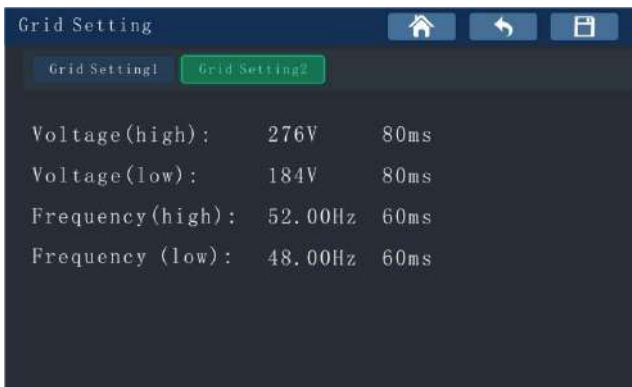 Grid Setting
Grid Setting1 Grid Setting2
Voltage(high): 276V 80ms
Voltage(low): 184V 80ms
Frequency(high): 52.00Hz 60ms
Frequency (low): 48.00Hz 60ms